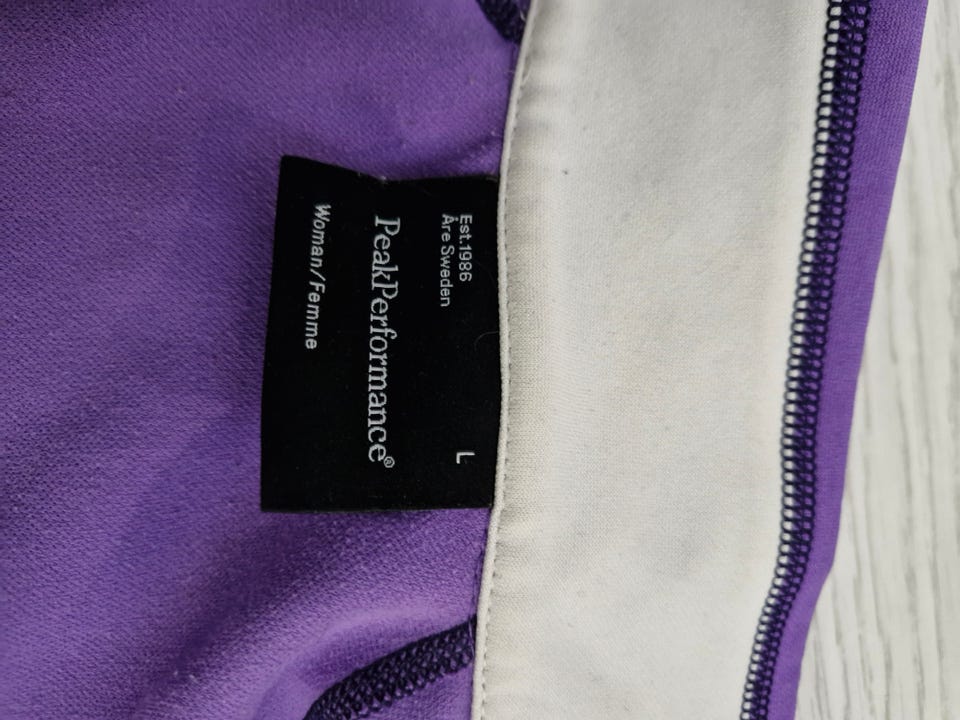 Est.1986
Åre Sweden
L
PeakPerformance®
Woman/Femme